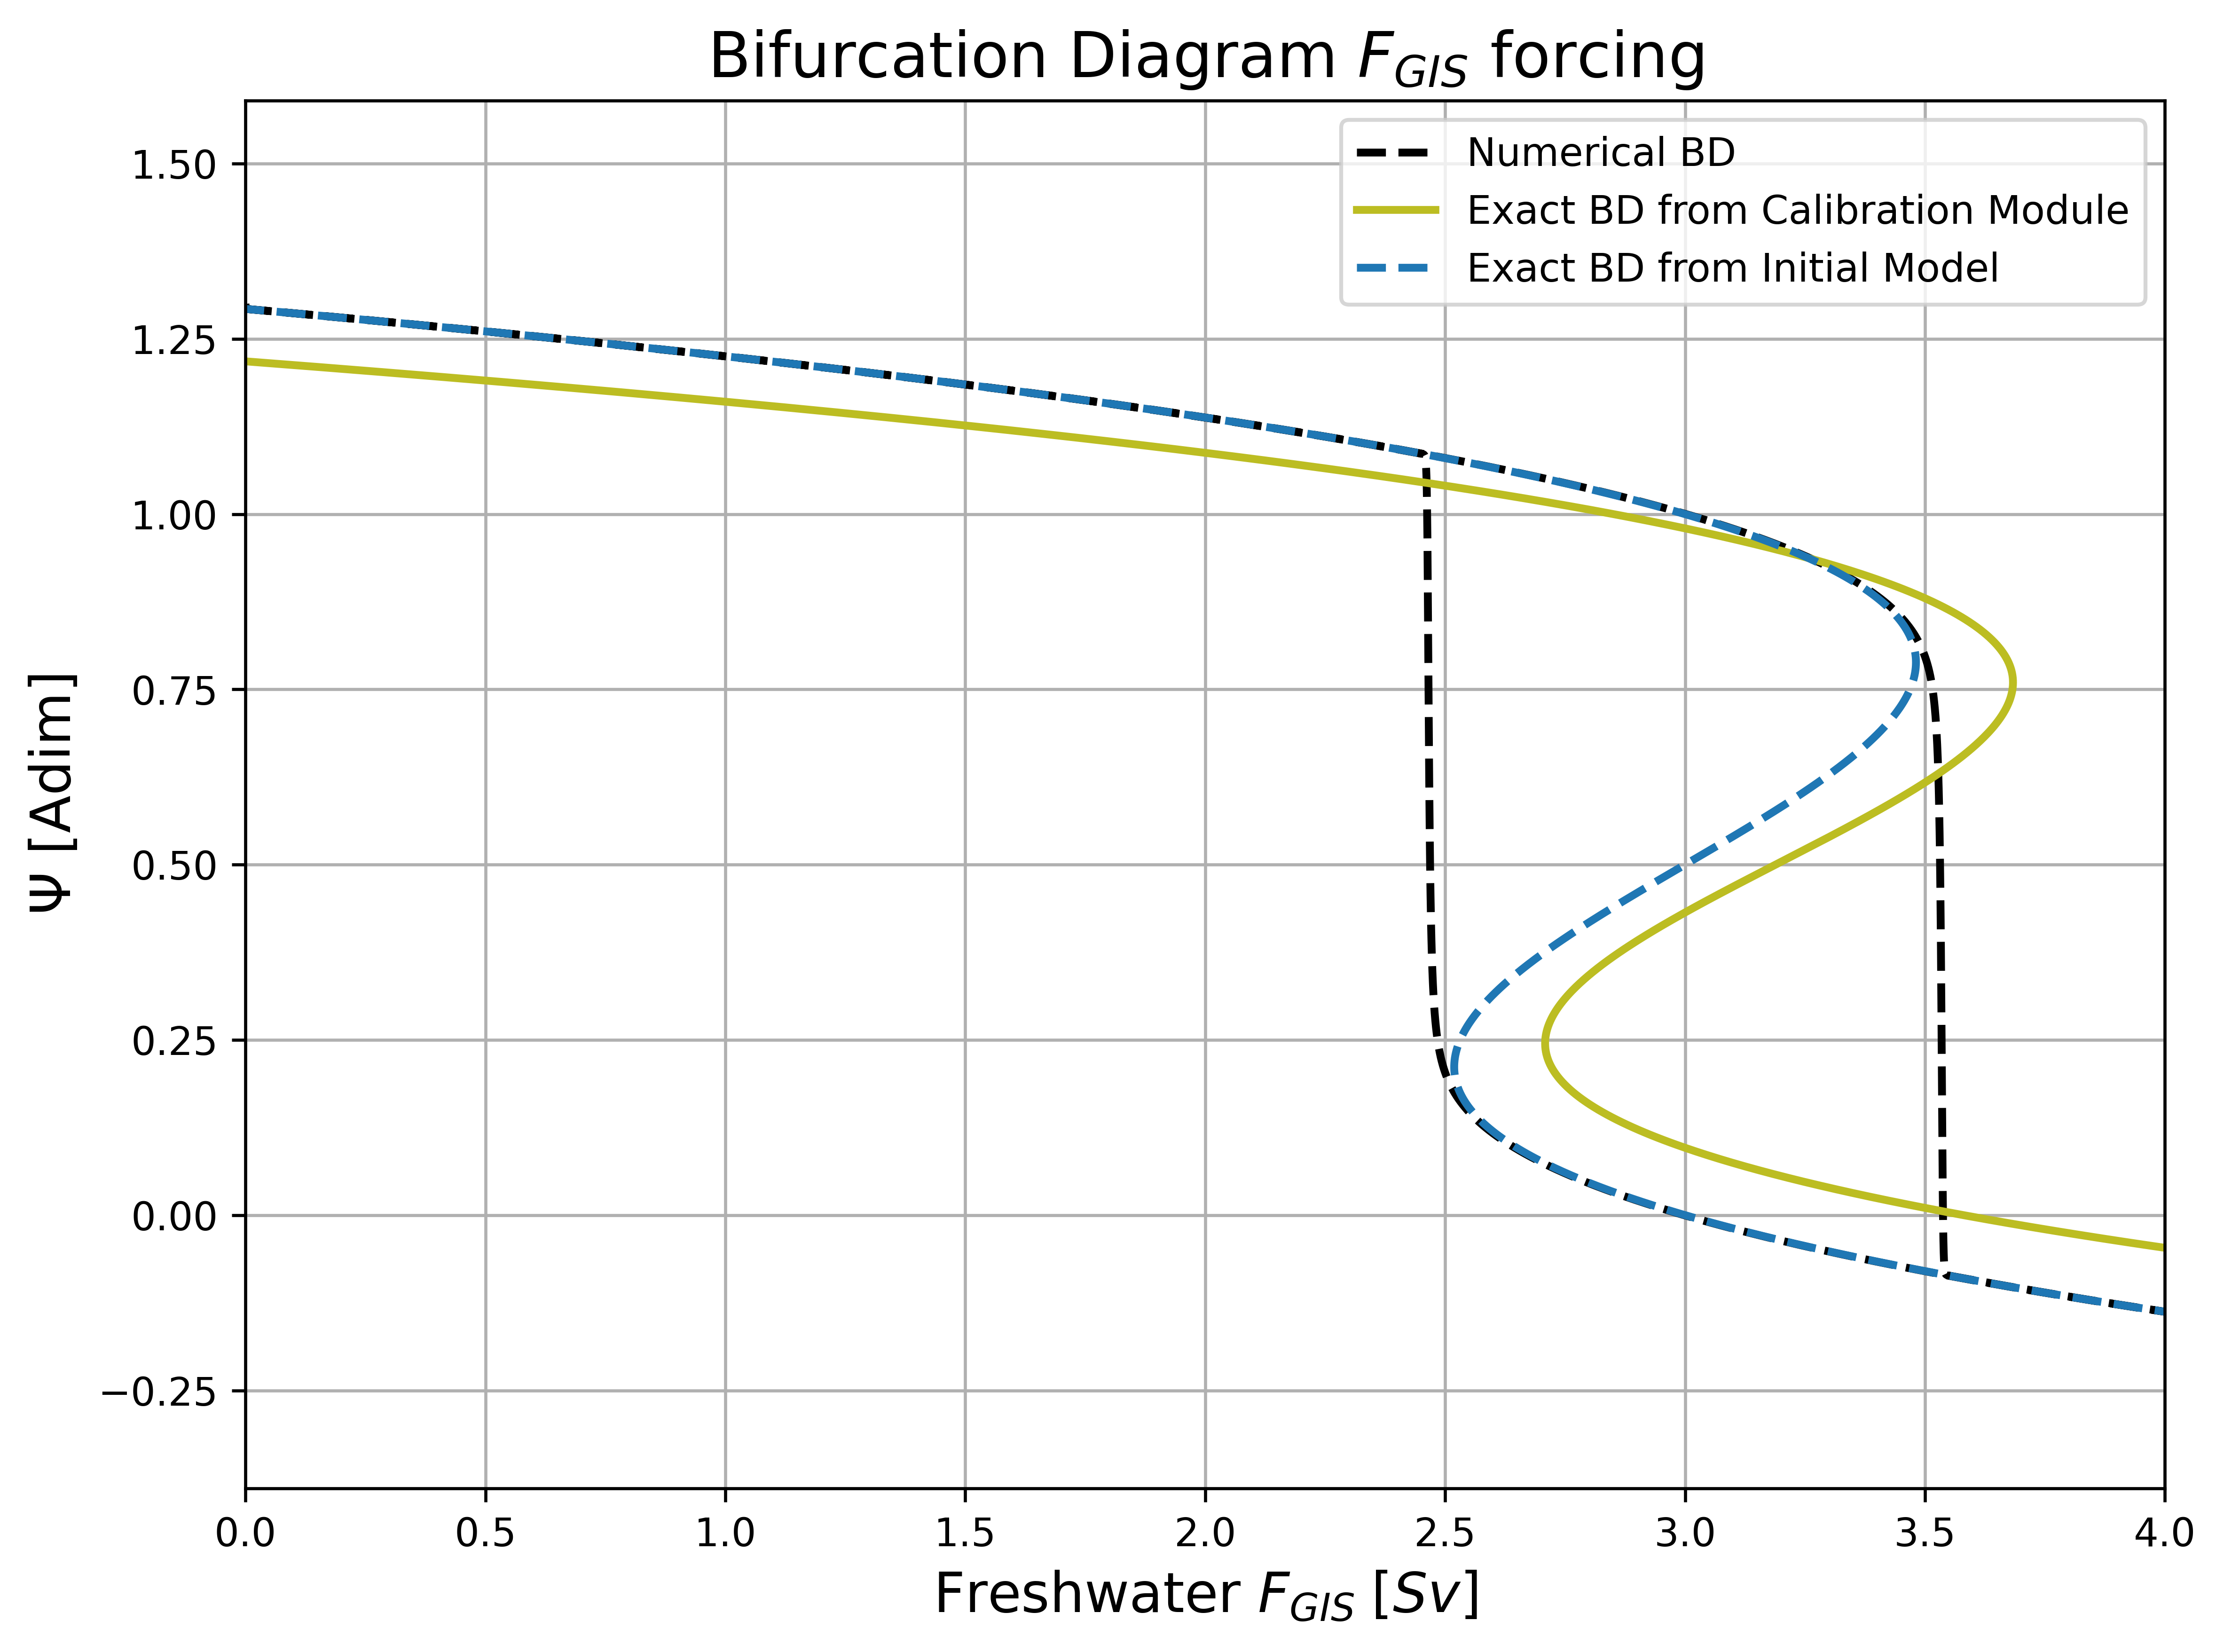 Bifurcation Diagram F_GIS forcing
Numerical BD
Exact BD from Calibration Module
Exact BD from Initial Model
Ψ [Adim]
1.50
1.25
1.00
0.75
0.50
0.25
0.00
−0.25
0.0 0.5 1.0 1.5 2.0 2.5 3.0 3.5 4.0
Freshwater F_GIS [Sv]